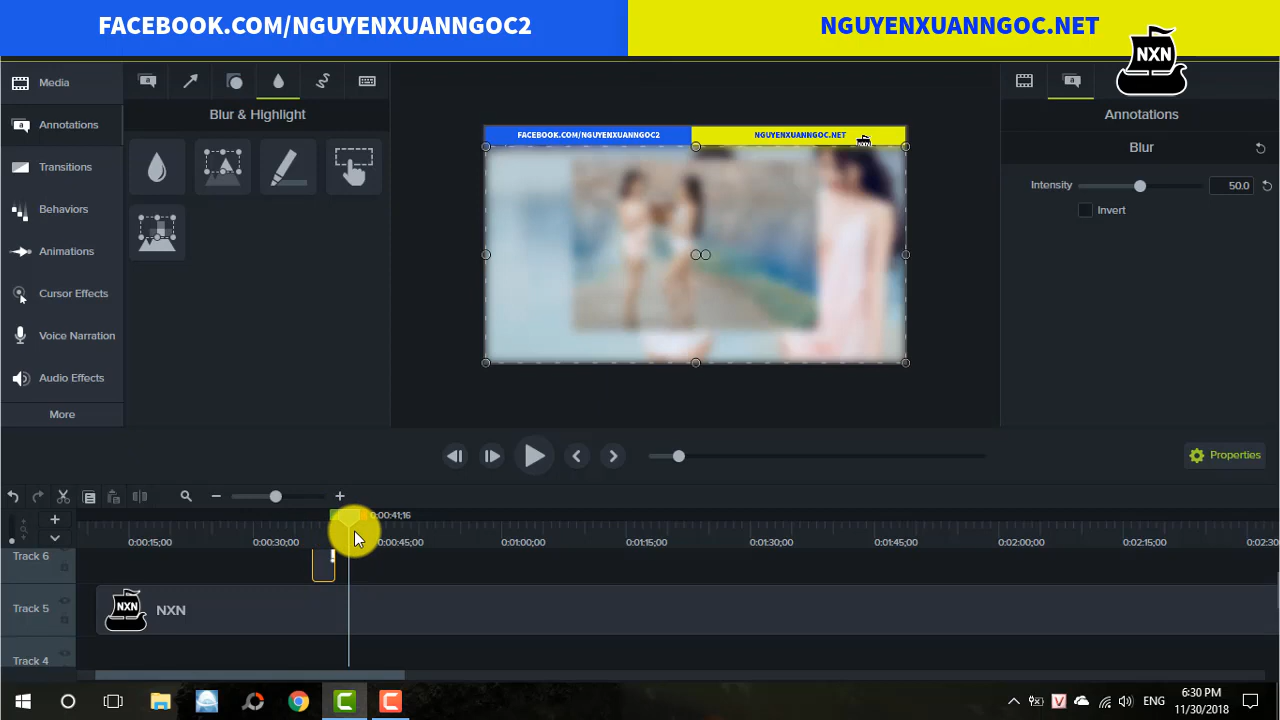 FACEBOOK.COM/NGUYENXUANNGOC2
NGUYENXUANNGOC.NET
NXN
Media
Annotations
Transitions
Behaviors
Animations
Cursor Effects
Voice Narration
Audio Effects
More
Blur & Highlight
FACEBOOK.COM/NGUYENXUANNGOC2
NGUYENXUANNGOC.NET
NXN
Annotations
Blur
Intensity
50.0
Invert
Properties
0:00:41;16
0:00:15;00
0:00:30;00
0:00:45;00
0:01:00;00
0:01:15;00
0:01:30;00
0:01:45;00
0:02:00;00
0:02:15;00
0:02:30
Track 6
Track 5
NXN
NXN
Track 4
ENG
6:30 PM
11/30/2018